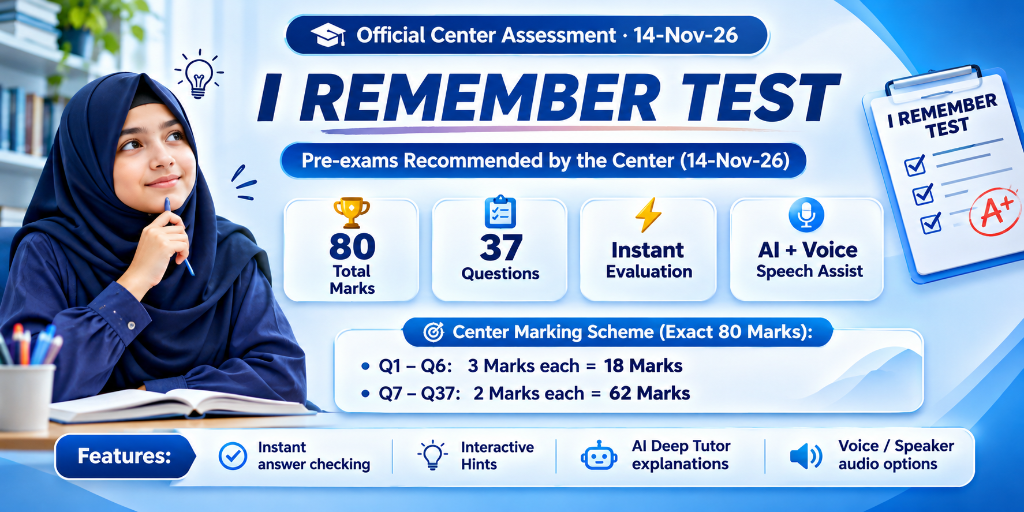 Official Center Assessment · 14-Nov-26
I REMEMBER TEST
Pre-exams Recommended by the Center (14-Nov-26)
80
Total
Marks
37
Questions
Instant
Evaluation
AI + Voice
Speech Assist
I REMEMBER
TEST
A+
Center Marking Scheme (Exact 80 Marks):
• Q1 – Q6: 3 Marks each = 18 Marks
• Q7 – Q37: 2 Marks each = 62 Marks
Features:
Instant
answer checking
Interactive
Hints
AI Deep Tutor
explanations
Voice / Speaker
audio options